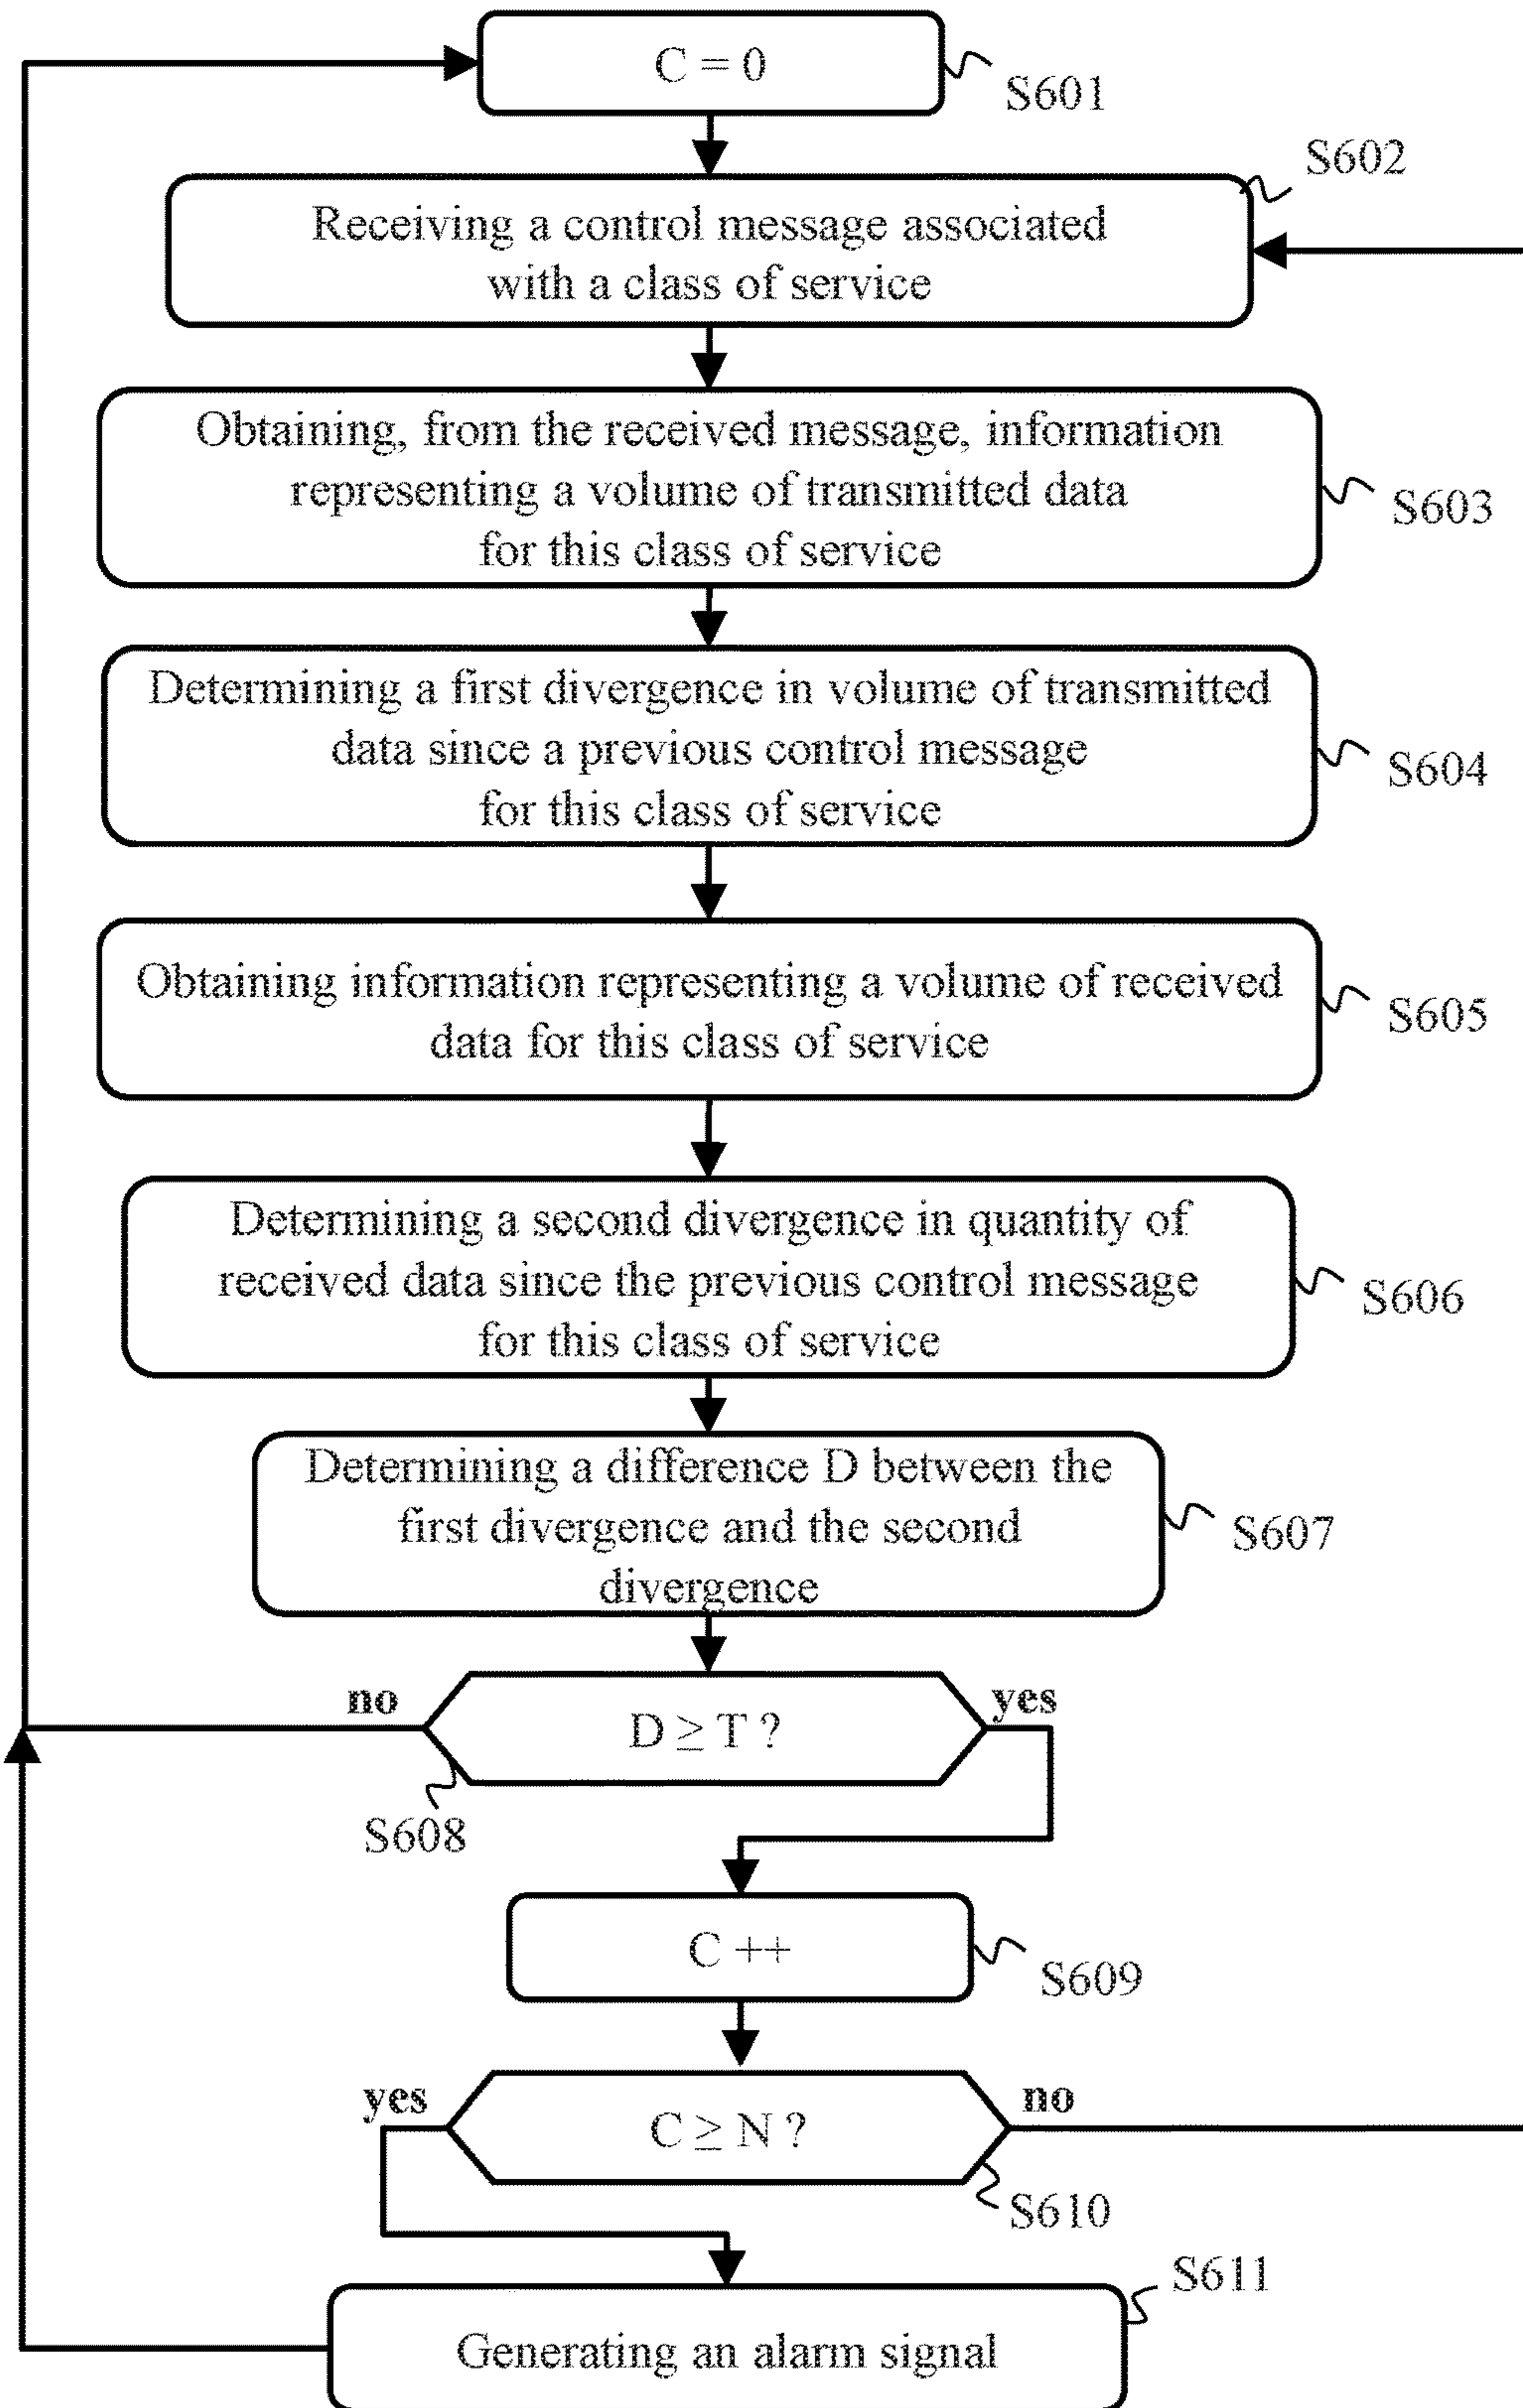 C = 0
S601
S602
Receiving a control message associated
with a class of service
Obtaining, from the received message, information
representing a volume of transmitted data
for this class of service
S603
Determining a first divergence in volume of transmitted
data since a previous control message
for this class of service
S604
Obtaining information representing a volume of received
data for this class of service
S605
Determining a second divergence in quantity of
received data since the previous control message
for this class of service
S606
Determining a difference D between the
first divergence and the second
divergence
S607
no
yes
D ≥ T ?
S608
C ++
S609
yes
no
C ≥ N ?
S610
S611
Generating an alarm signal